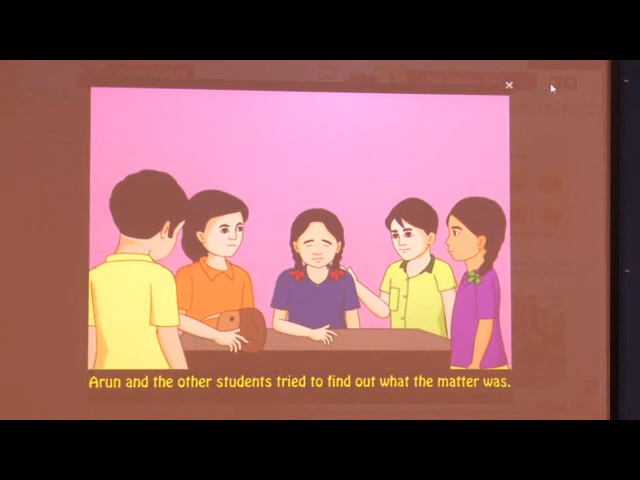 Arun and the other students tried to find out what the matter was.